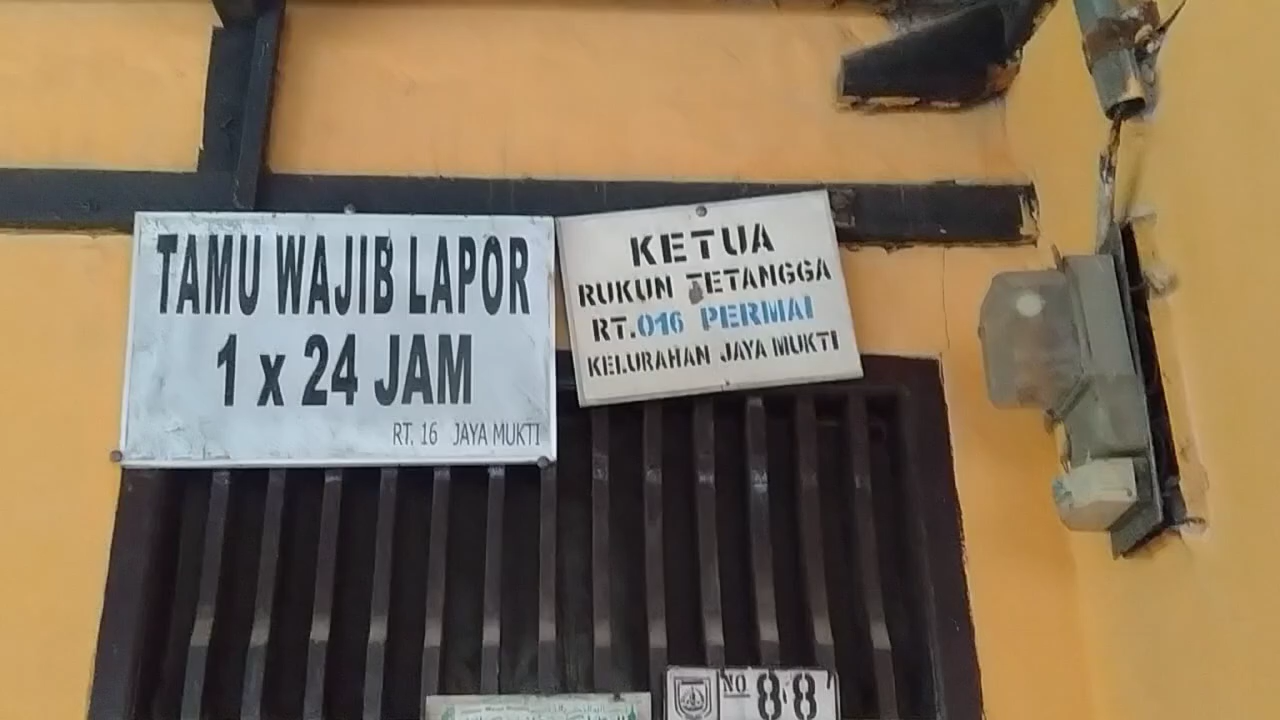 TAMU WAJIB LAPOR
1 x 24 JAM
RT. 16 JAYA MUKTI
KETUA
RUKUN TETANGGA
RT.016 PERMAI
KELURAHAN JAYA MUKTI
NO 88